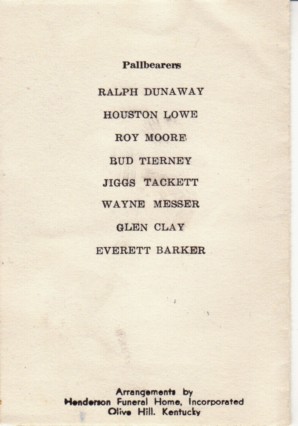 Pallbearers
RALPH DUNAWAY
HOUSTON LOWE
ROY MOORE
BUD TIERNEY
JIGGS TACKETT
WAYNE MESSER
GLEN CLAY
EVERETT BARKER
Arrangements by
Henderson Funeral Home, Incorporated
Olive Hill, Kentucky